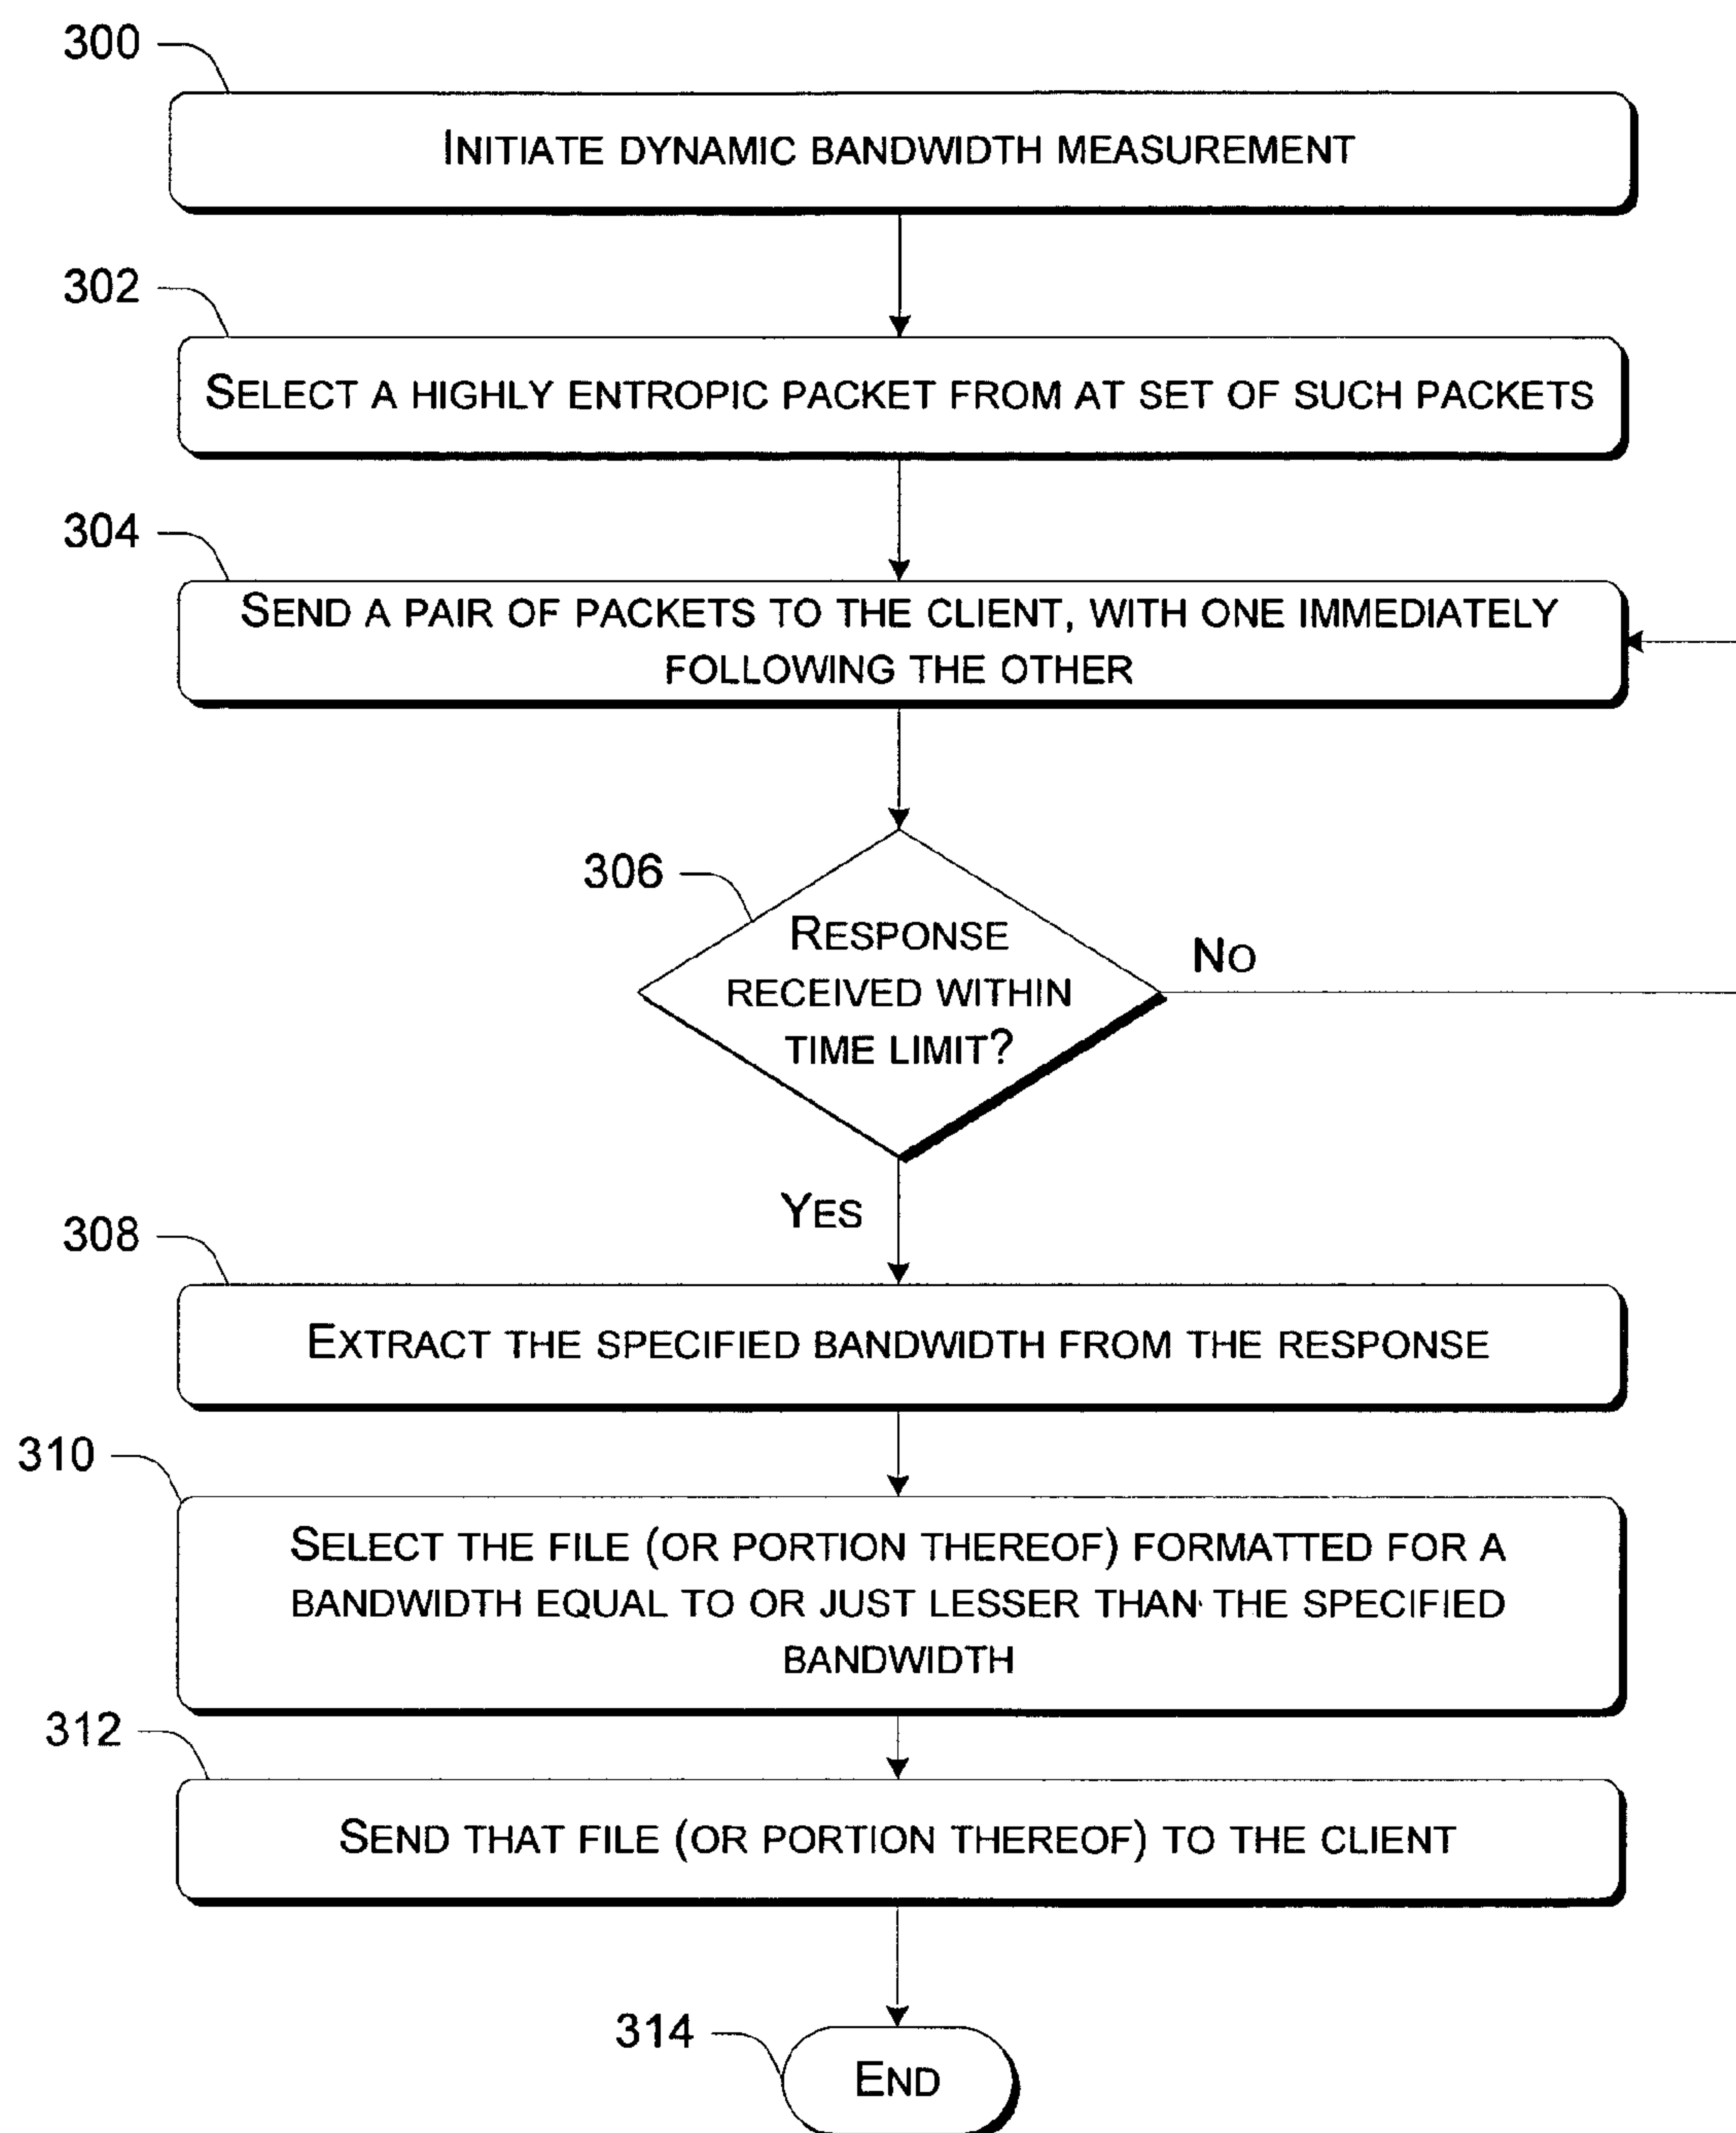 300
INITIATE DYNAMIC BANDWIDTH MEASUREMENT
302
SELECT A HIGHLY ENTROPIC PACKET FROM AT SET OF SUCH PACKETS
304
SEND A PAIR OF PACKETS TO THE CLIENT, WITH ONE IMMEDIATELY
FOLLOWING THE OTHER
306
RESPONSE
RECEIVED WITHIN
TIME LIMIT?
NO
YES
308
EXTRACT THE SPECIFIED BANDWIDTH FROM THE RESPONSE
310
SELECT THE FILE (OR PORTION THEREOF) FORMATTED FOR A
BANDWIDTH EQUAL TO OR JUST LESSER THAN THE SPECIFIED
BANDWIDTH
312
SEND THAT FILE (OR PORTION THEREOF) TO THE CLIENT
314
END